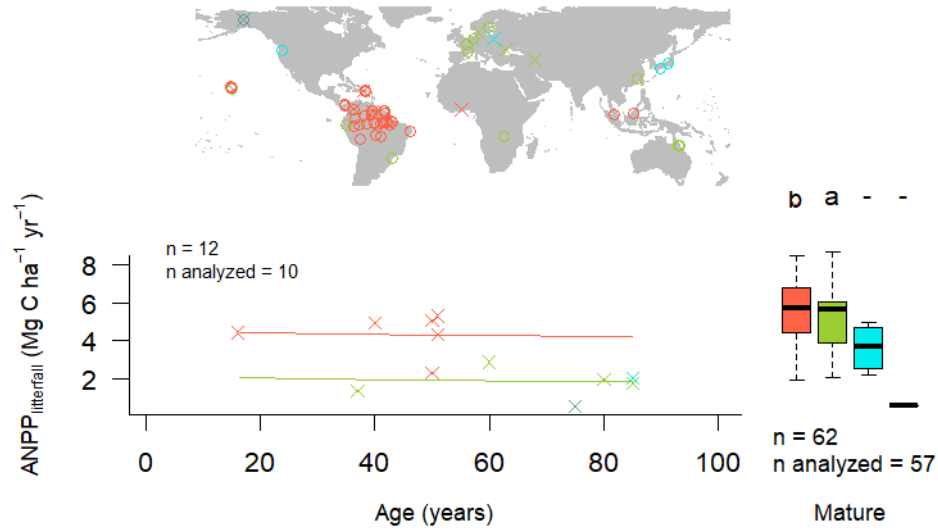 b a - -
ANPP_litterfall (Mg C ha⁻¹ yr⁻¹)
n = 12
n analyzed = 10
8
6
4
2
0 20 40 60 80 100
Age (years)
n = 62
n analyzed = 57
Mature